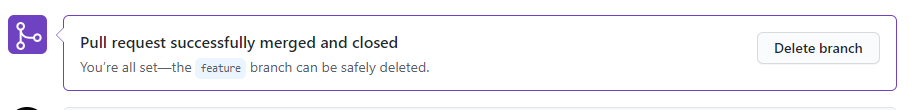 Pull request successfully merged and closed
You’re all set—the feature branch can be safely deleted.
Delete branch